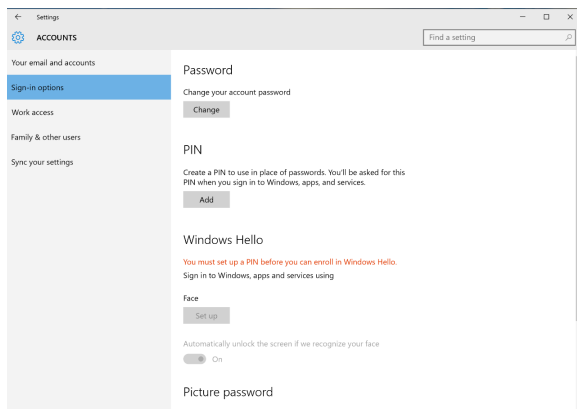 Settings
ACCOUNTS
Find a setting
Your email and accounts
Sign-in options
Work access
Family & other users
Sync your settings
Password
Change your account password
Change
PIN
Create a PIN to use in place of passwords. You'll be asked for this
PIN when you sign in to Windows, apps, and services.
Add
Windows Hello
You must set up a PIN before you can enroll in Windows Hello.
Sign in to Windows, apps and services using
Face
Set up
Automatically unlock the screen if we recognize your face
On
Picture password